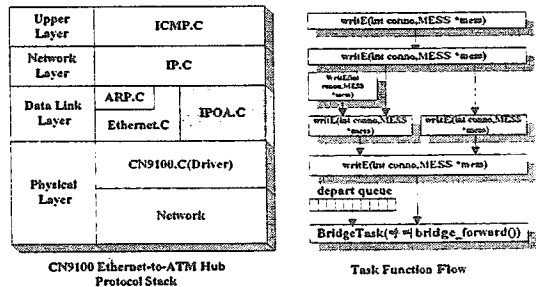 Upper
Layer
ICMP.C
Network
Layer
IP.C
Data Link
Layer
ARP.C
Ethernet.C
IPOA.C
Physical
Layer
CN9100.C(Driver)
Network
CN9100 Ethernet-to-ATM Hub
Protocol Stack
writE(int conno,MESS *mess)
writE(int conno,MESS *mess)
WritE(int
conno,MESS
*mess)
writE(int conno,MESS
*mess)
writE(int conno,MESS
*mess)
writE(int conno,MESS *mess)
depart queue
BridgeTask( bridge_forward())
Task Function Flow